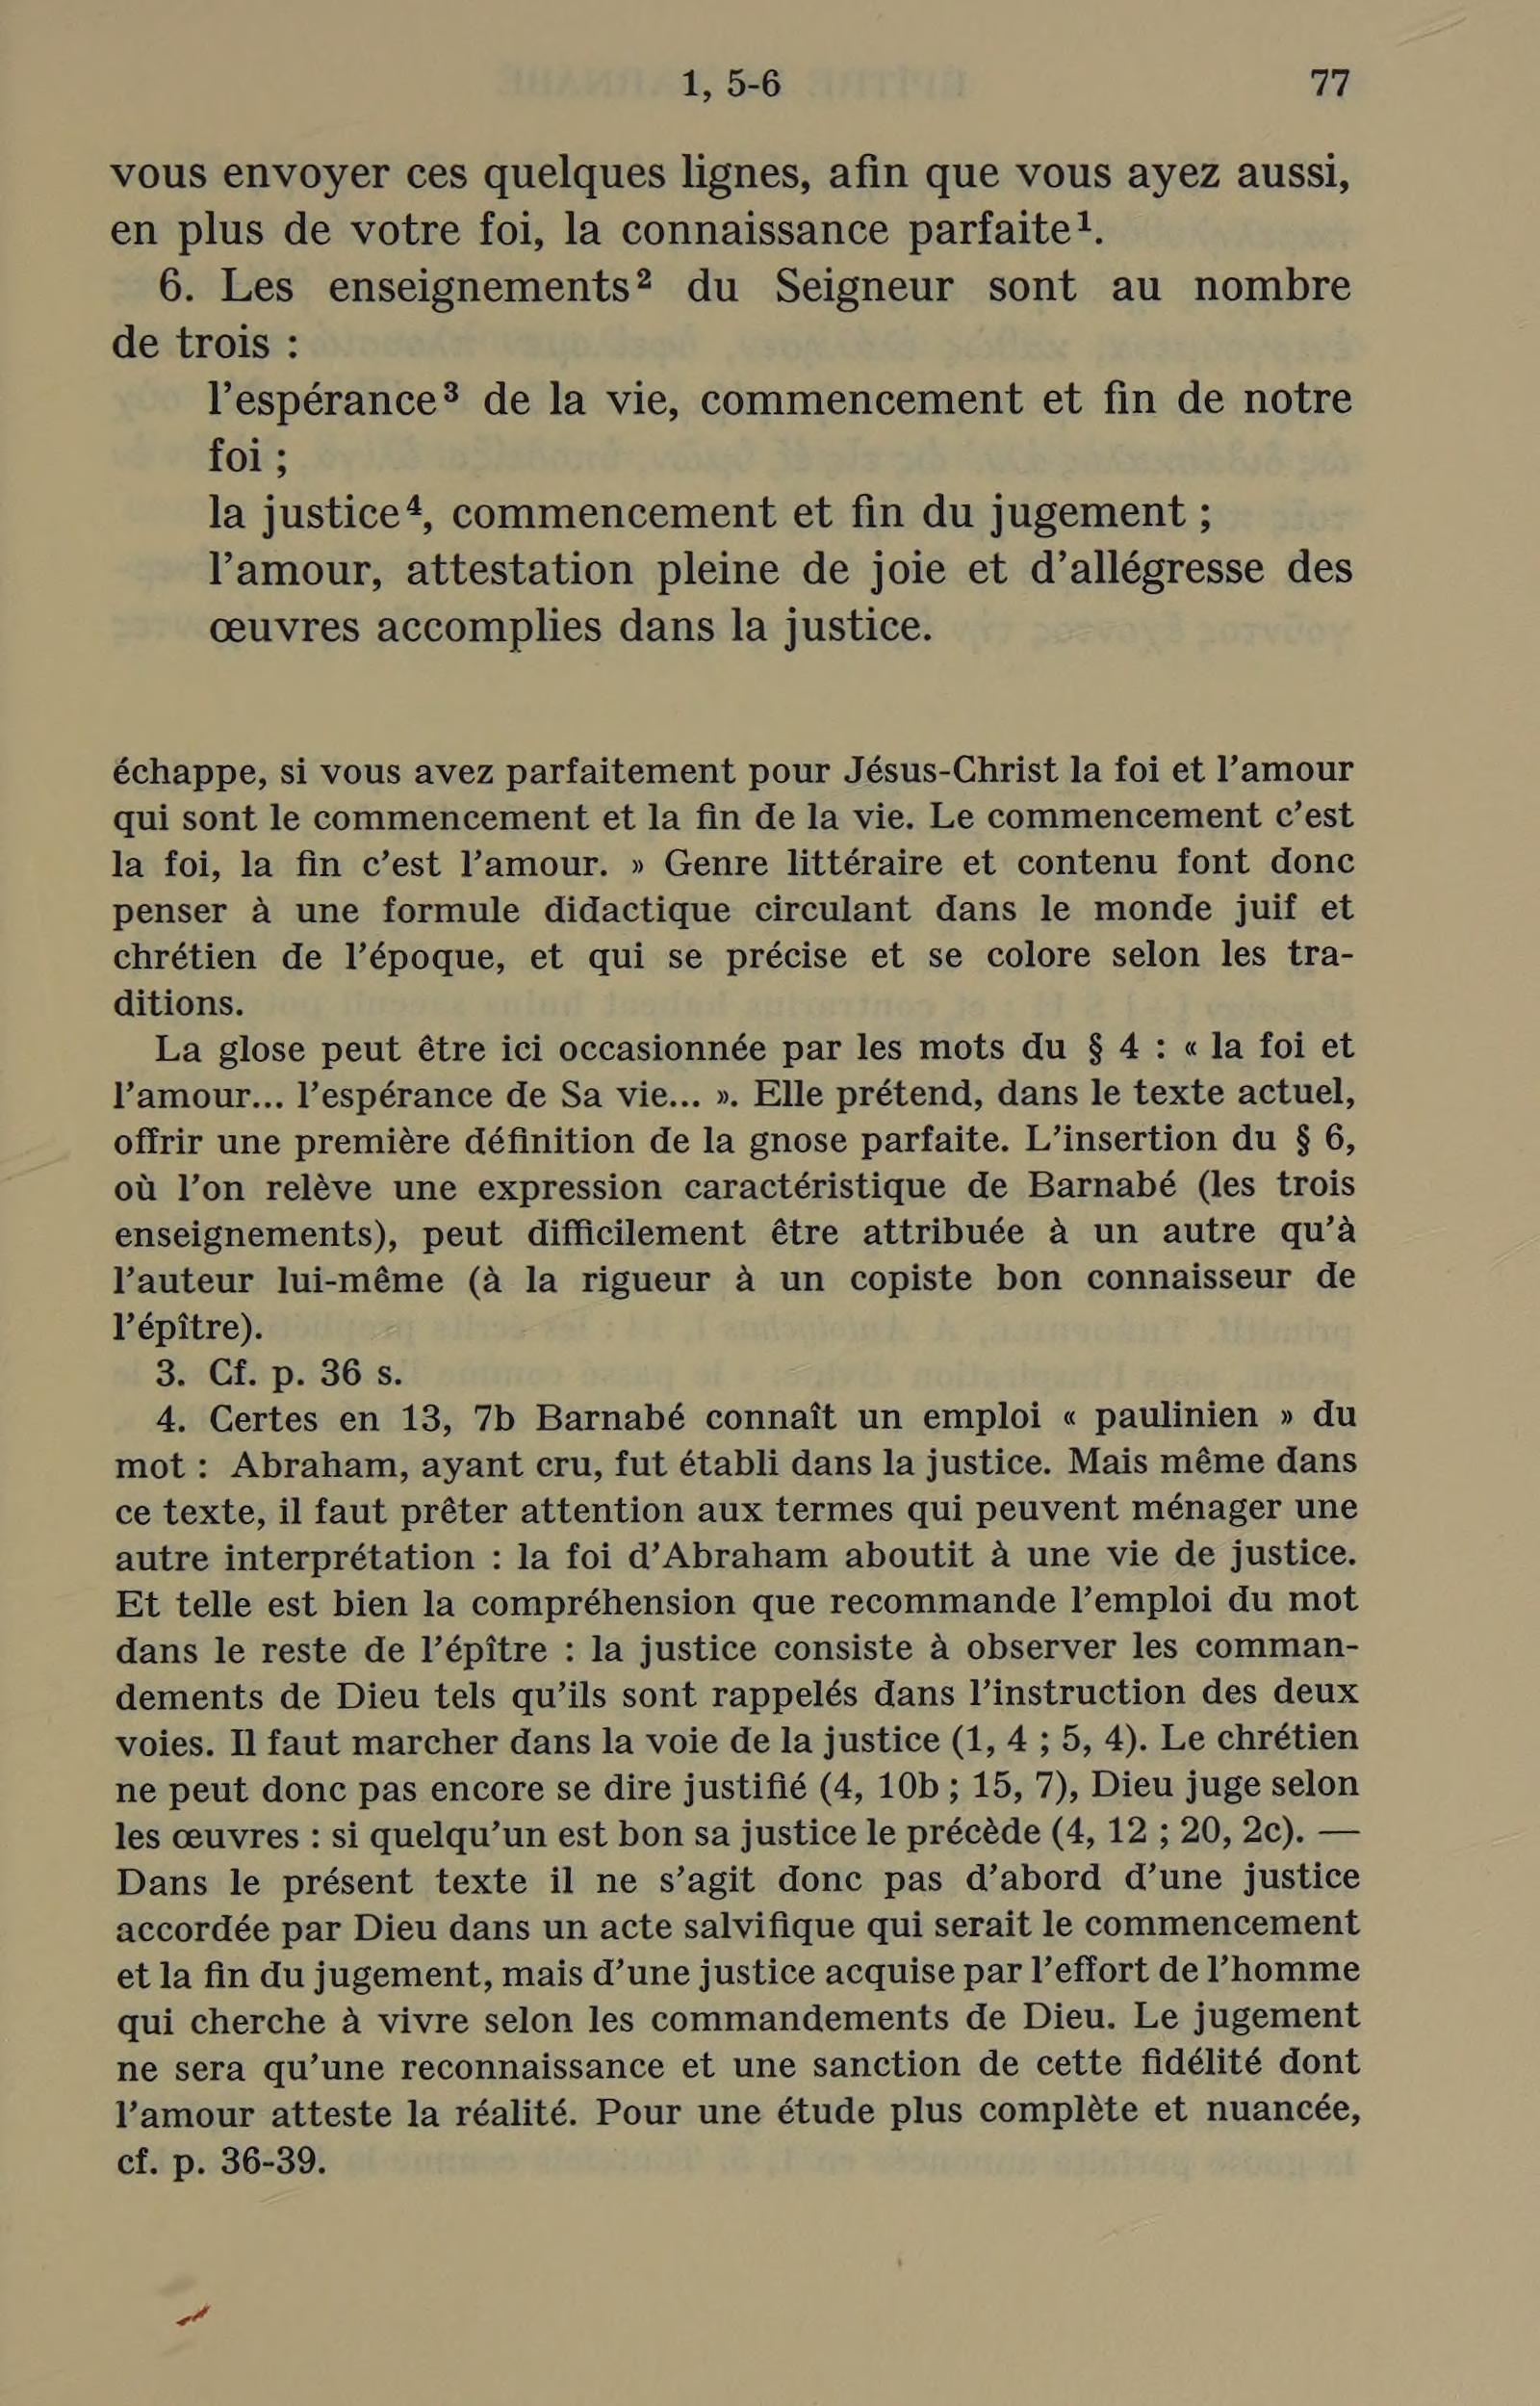 1, 5-6 77
vous envoyer ces quelques lignes, afin que vous ayez aussi,
en plus de votre foi, la connaissance parfaite¹.
6. Les enseignements² du Seigneur sont au nombre
de trois :
l'espérance³ de la vie, commencement et fin de notre
foi ;
la justice⁴, commencement et fin du jugement ;
l'amour, attestation pleine de joie et d'allégresse des
œuvres accomplies dans la justice.
échappe, si vous avez parfaitement pour Jésus-Christ la foi et l'amour
qui sont le commencement et la fin de la vie. Le commencement c'est
la foi, la fin c'est l'amour. » Genre littéraire et contenu font donc
penser à une formule didactique circulant dans le monde juif et
chrétien de l'époque, et qui se précise et se colore selon les tra-
ditions.
La glose peut être ici occasionnée par les mots du § 4 : « la foi et
l'amour... l'espérance de Sa vie... ». Elle prétend, dans le texte actuel,
offrir une première définition de la gnose parfaite. L'insertion du § 6,
où l'on relève une expression caractéristique de Barnabé (les trois
enseignements), peut difficilement être attribuée à un autre qu'à
l'auteur lui-même (à la rigueur à un copiste bon connaisseur de
l'épître).
3. Cf. p. 36 s.
4. Certes en 13, 7b Barnabé connaît un emploi « paulinien » du
mot : Abraham, ayant cru, fut établi dans la justice. Mais même dans
ce texte, il faut prêter attention aux termes qui peuvent ménager une
autre interprétation : la foi d'Abraham aboutit à une vie de justice.
Et telle est bien la compréhension que recommande l'emploi du mot
dans le reste de l'épître : la justice consiste à observer les comman-
dements de Dieu tels qu'ils sont rappelés dans l'instruction des deux
voies. Il faut marcher dans la voie de la justice (1, 4 ; 5, 4). Le chrétien
ne peut donc pas encore se dire justifié (4, 10b ; 15, 7), Dieu juge selon
les œuvres : si quelqu'un est bon sa justice le précède (4, 12 ; 20, 2c). —
Dans le présent texte il ne s'agit donc pas d'abord d'une justice
accordée par Dieu dans un acte salvifique qui serait le commencement
et la fin du jugement, mais d'une justice acquise par l'effort de l'homme
qui cherche à vivre selon les commandements de Dieu. Le jugement
ne sera qu'une reconnaissance et une sanction de cette fidélité dont
l'amour atteste la réalité. Pour une étude plus complète et nuancée,
cf. p. 36-39.